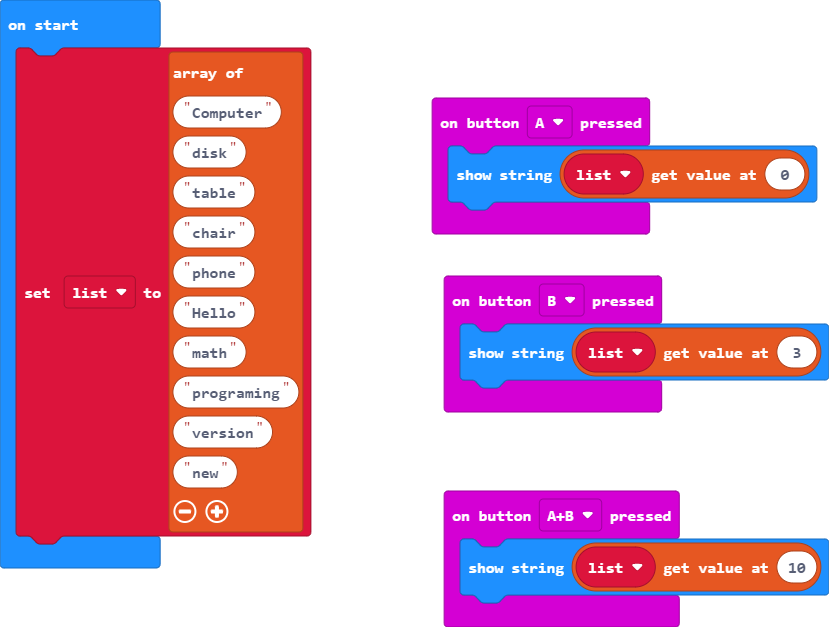 on start
set list to
array of
"Computer"
"disk"
"table"
"chair"
"phone"
"Hello"
"math"
"programing"
"version"
"new"
on button A pressed
show string list get value at 0
on button B pressed
show string list get value at 3
on button A+B pressed
show string list get value at 10